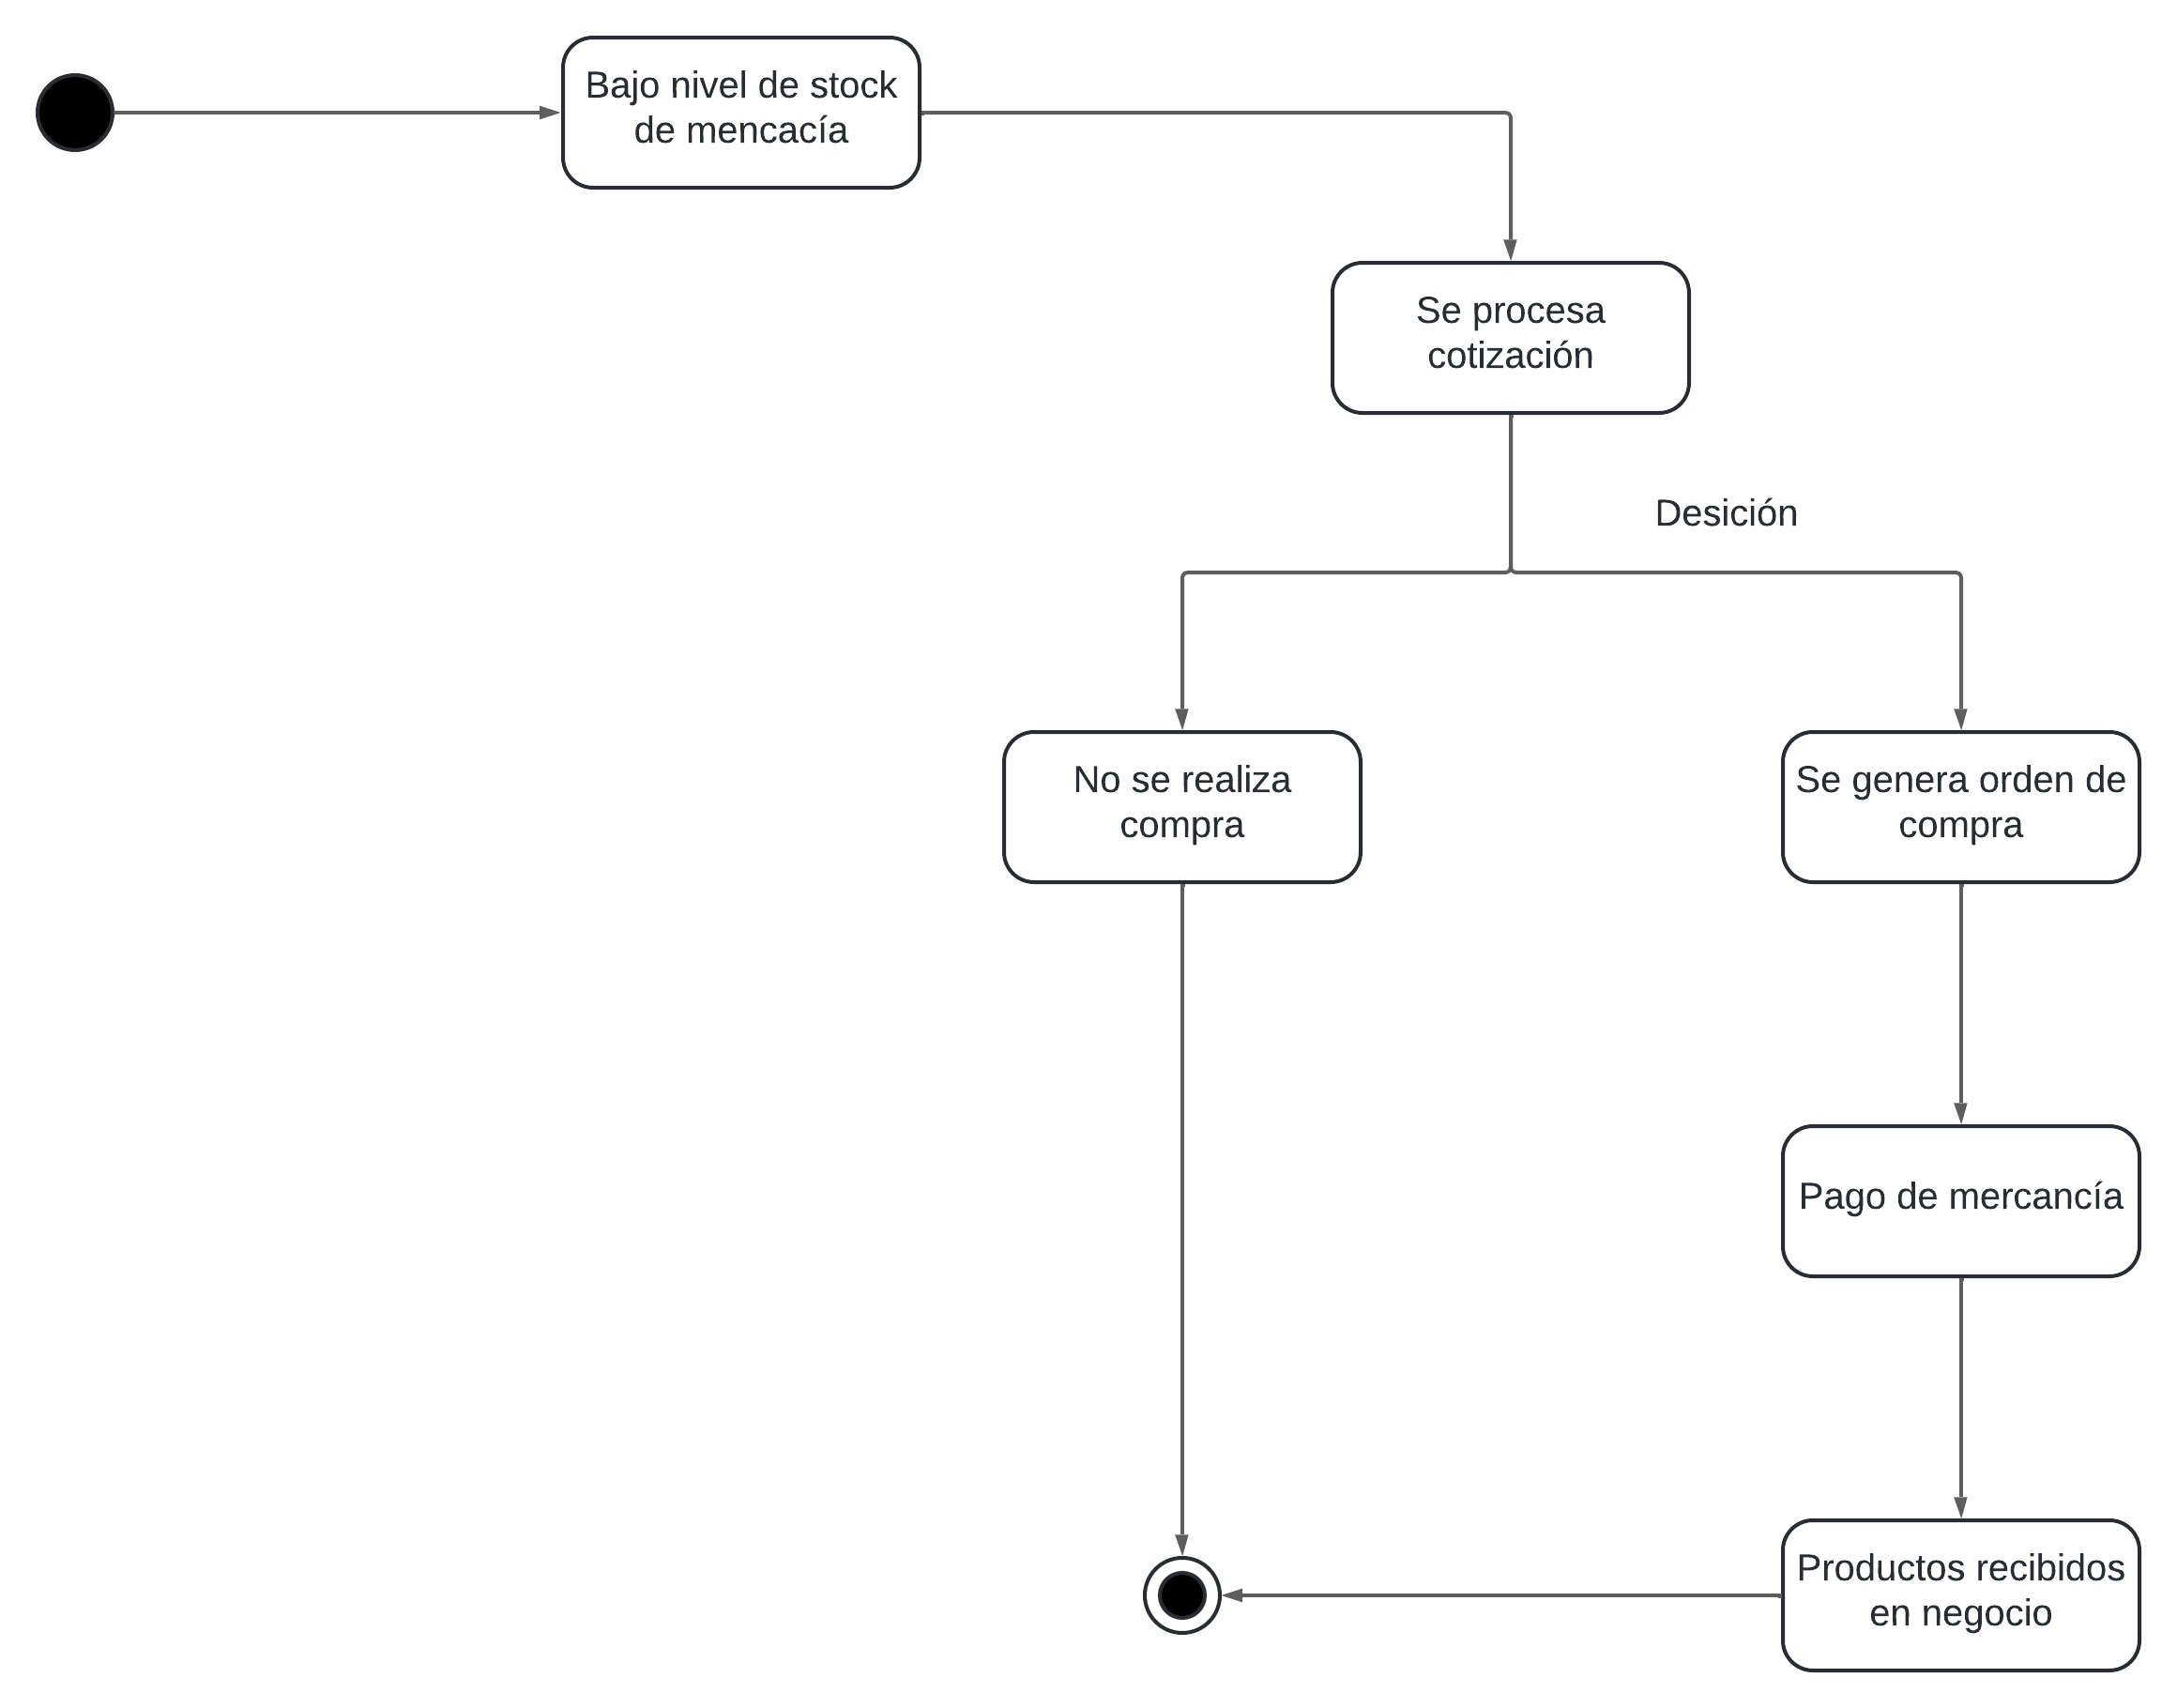 Bajo nivel de stock
de mencacía
Se procesa
cotización
Desición
No se realiza
compra
Se genera orden de
compra
Pago de mercancía
Productos recibidos
en negocio